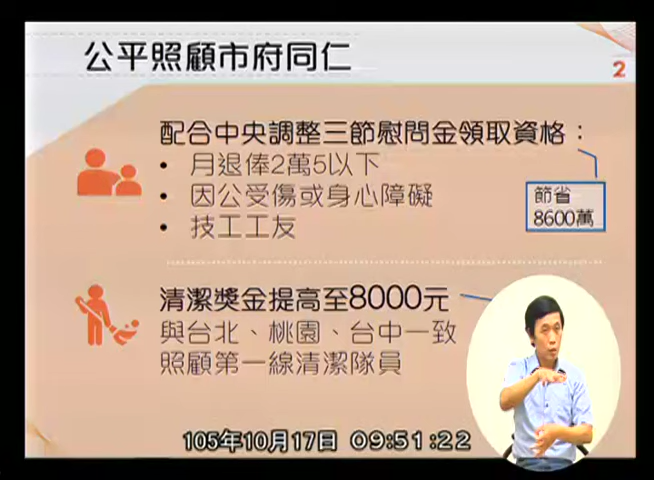 公平照顧市府同仁
2
配合中央調整三節慰問金領取資格：
• 月退俸2萬5以下
• 因公受傷或身心障礙
• 技工工友
節省
8600萬
清潔獎金提高至8000元
與台北、桃園、台中一致
照顧第一線清潔隊員
105年10月17日 09:51:22